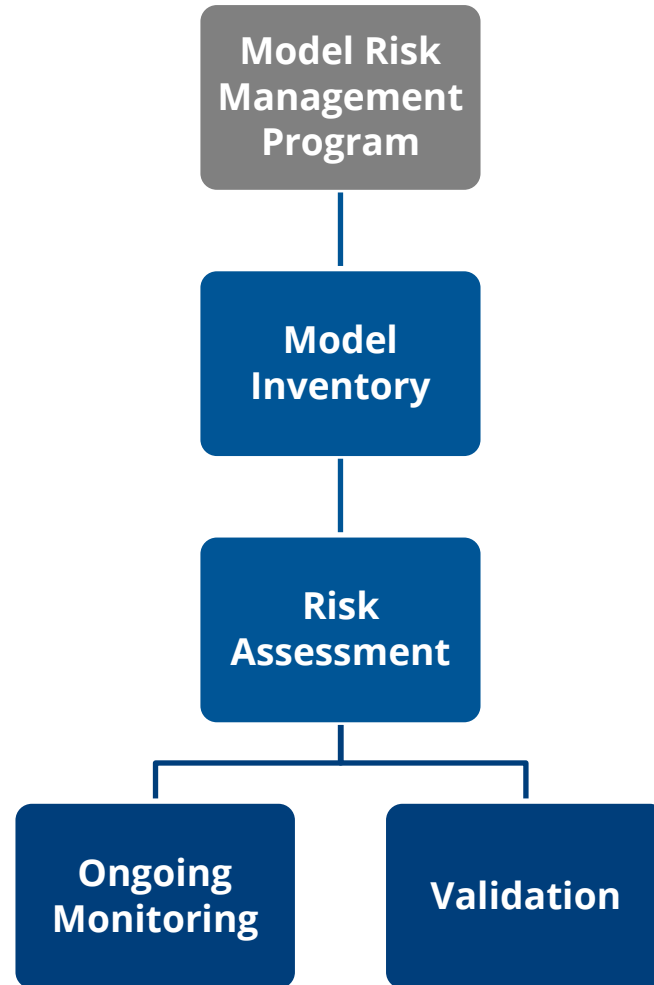 Model Risk
Management
Program
Model
Inventory
Risk
Assessment
Ongoing
Monitoring
Validation